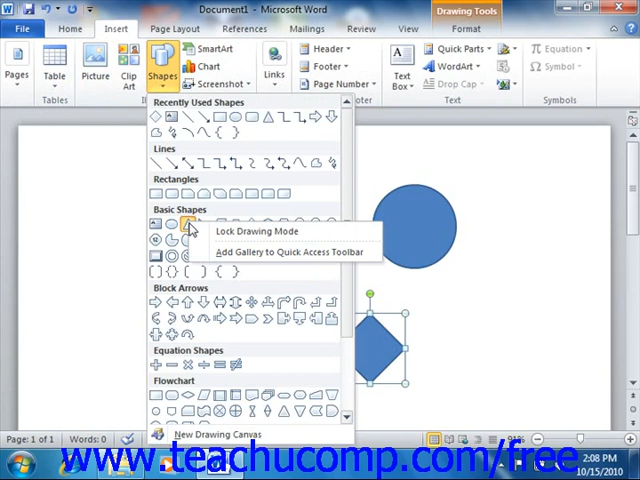 Document1 - Microsoft Word
Drawing Tools
File Home Insert Page Layout References Mailings Review View Format
Pages
Table
Picture
Clip Art
Shapes
SmartArt
Chart
Screenshot
Links
Header
Footer
Page Number
Text Box
Quick Parts
WordArt
Drop Cap
Equation
Symbol
Tables
Text
Symbols
Recently Used Shapes
Lines
Rectangles
Basic Shapes
Lock Drawing Mode
Add Gallery to Quick Access Toolbar
Block Arrows
Equation Shapes
Flowchart
New Drawing Canvas
Page: 1 of 1 Words: 0
91%
www.teachucomp.com/free
2:08 PM
10/15/2010